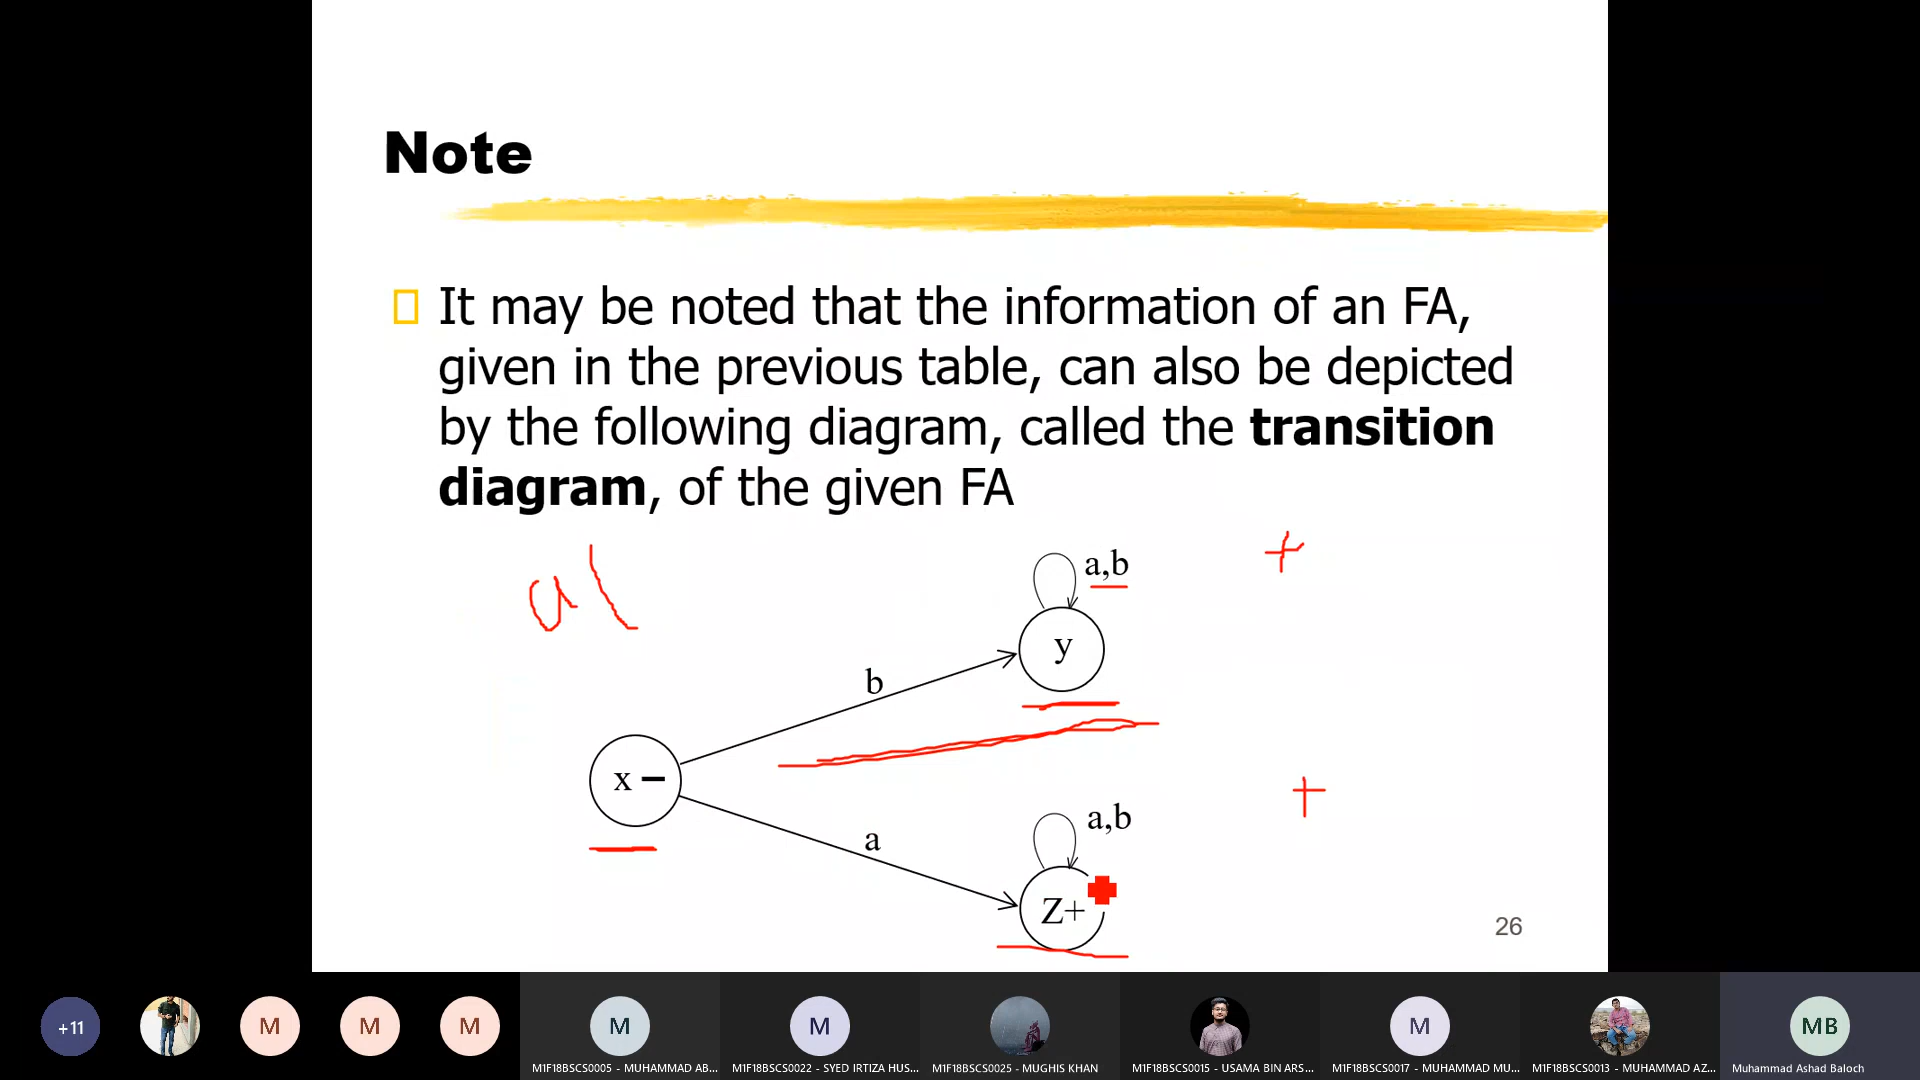 Note
It may be noted that the information of an FA,
given in the previous table, can also be depicted
by the following diagram, called the transition
diagram, of the given FA
a,b
y
b
x –
a
a,b
Z+
+
+
26
+11
M
M
M
M
M
M
MB
M1F18BSCS0005 - MUHAMMAD AB...
M1F18BSCS0022 - SYED IRTIZA HUS...
M1F18BSCS0025 - MUGHIS KHAN
M1F18BSCS0015 - USAMA BIN ARS...
M1F18BSCS0017 - MUHAMMAD MU...
M1F18BSCS0013 - MUHAMMAD AZ...
Muhammad Ashad Baloch